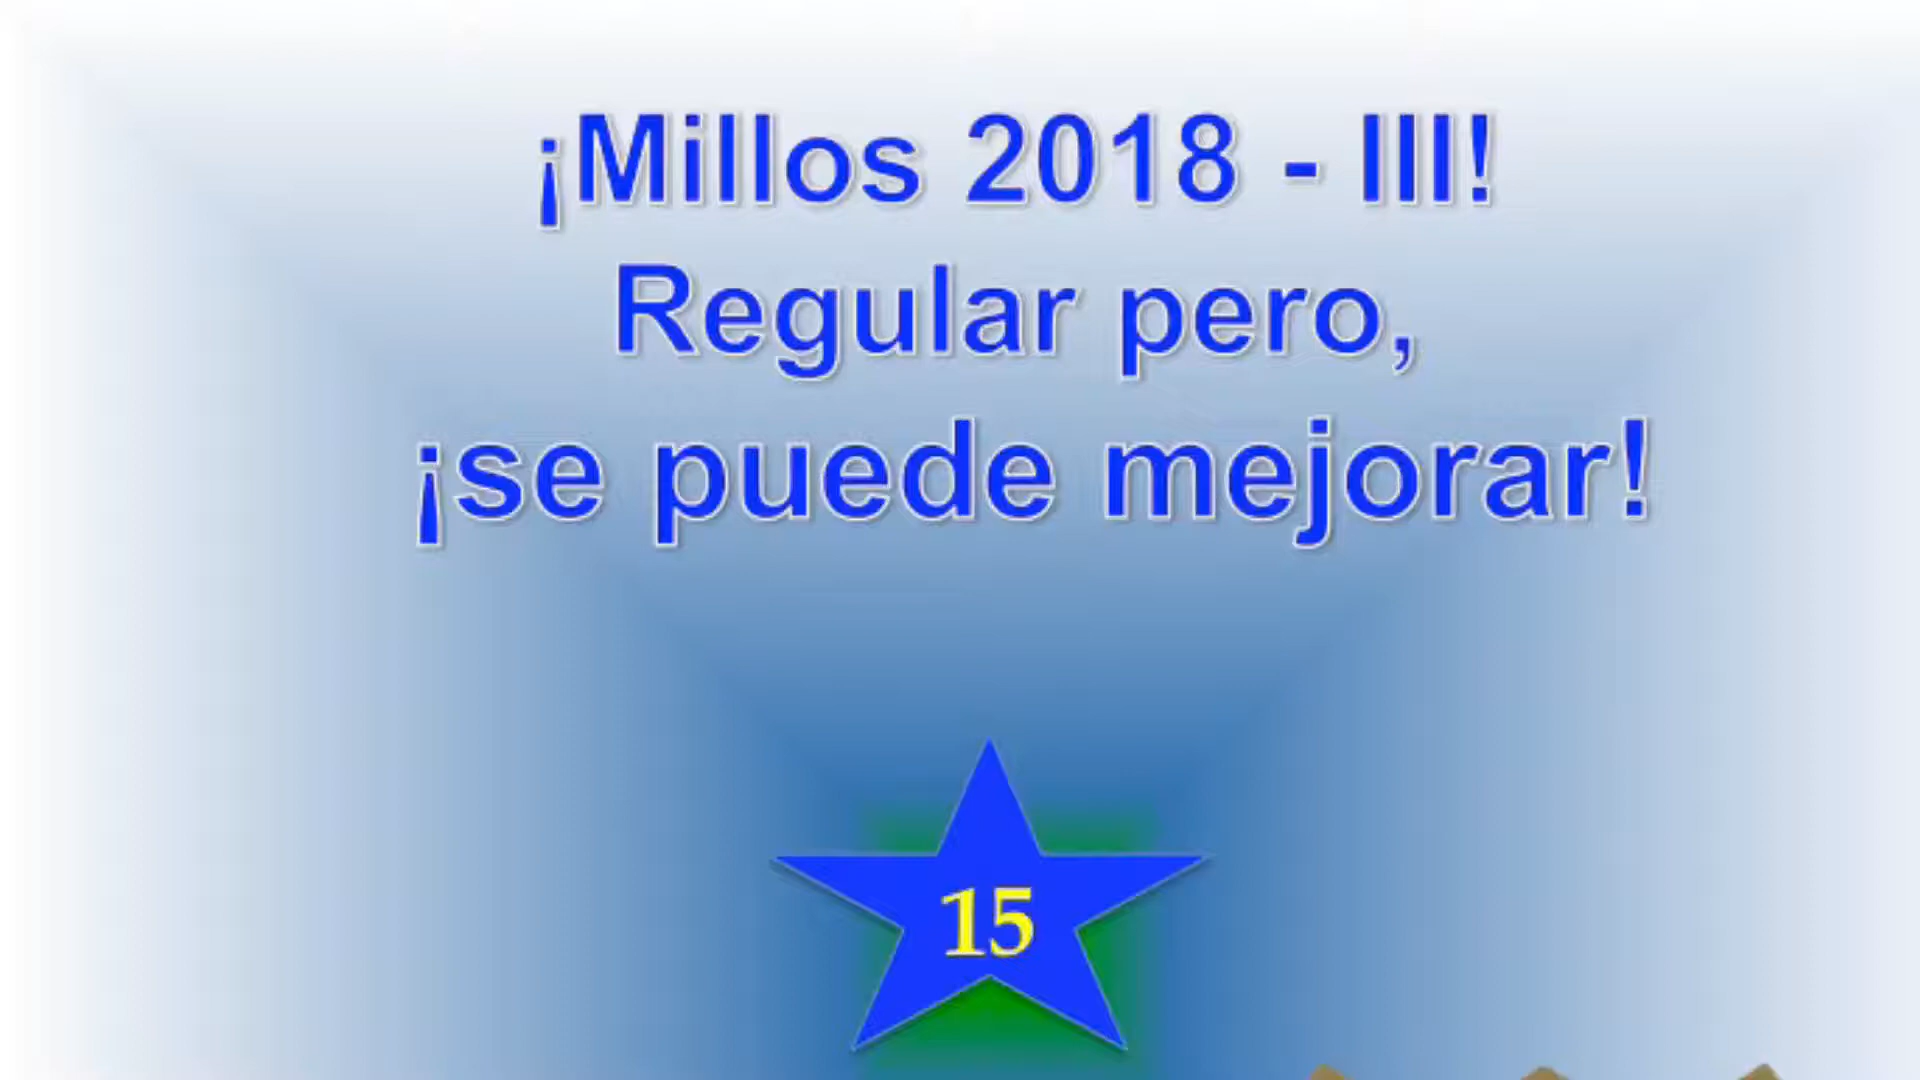 ¡Millos 2018 - III!
Regular pero,
¡se puede mejorar!
15